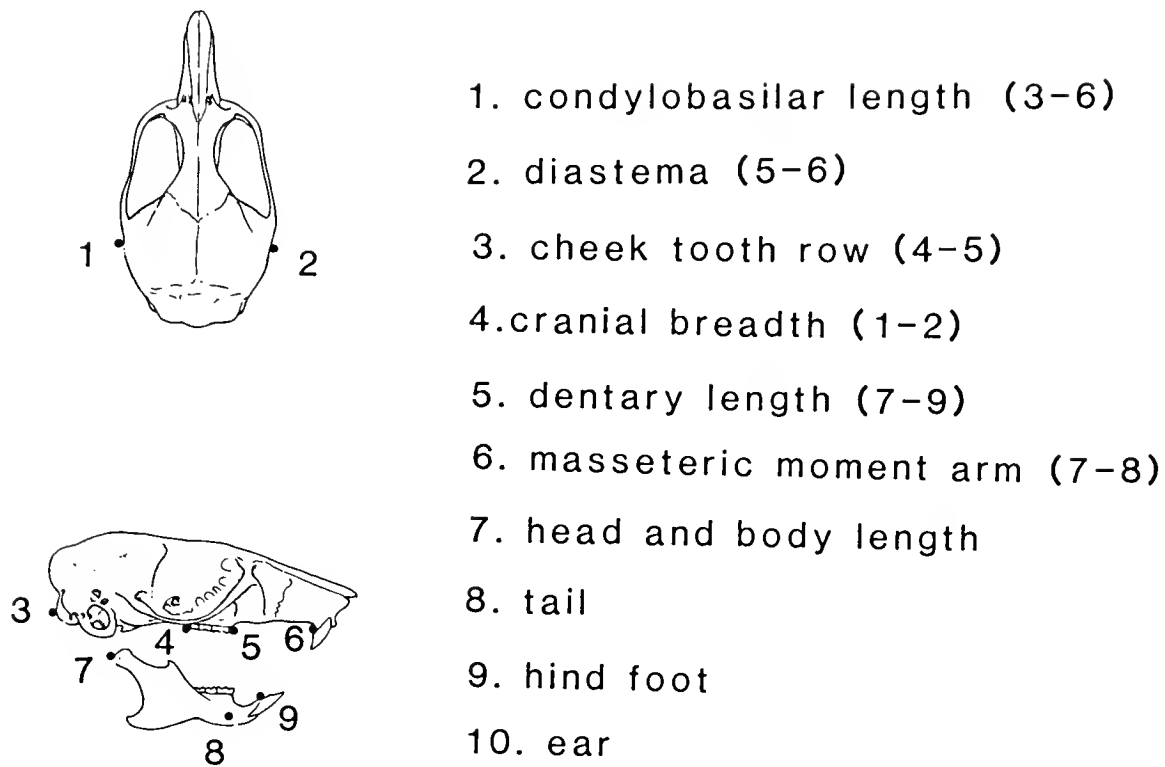 1
2
3
4
5
6
7
8
9
1. condylobasilar length (3-6)
2. diastema (5-6)
3. cheek tooth row (4-5)
4.cranial breadth (1-2)
5. dentary length (7-9)
6. masseteric moment arm (7-8)
7. head and body length
8. tail
9. hind foot
10. ear